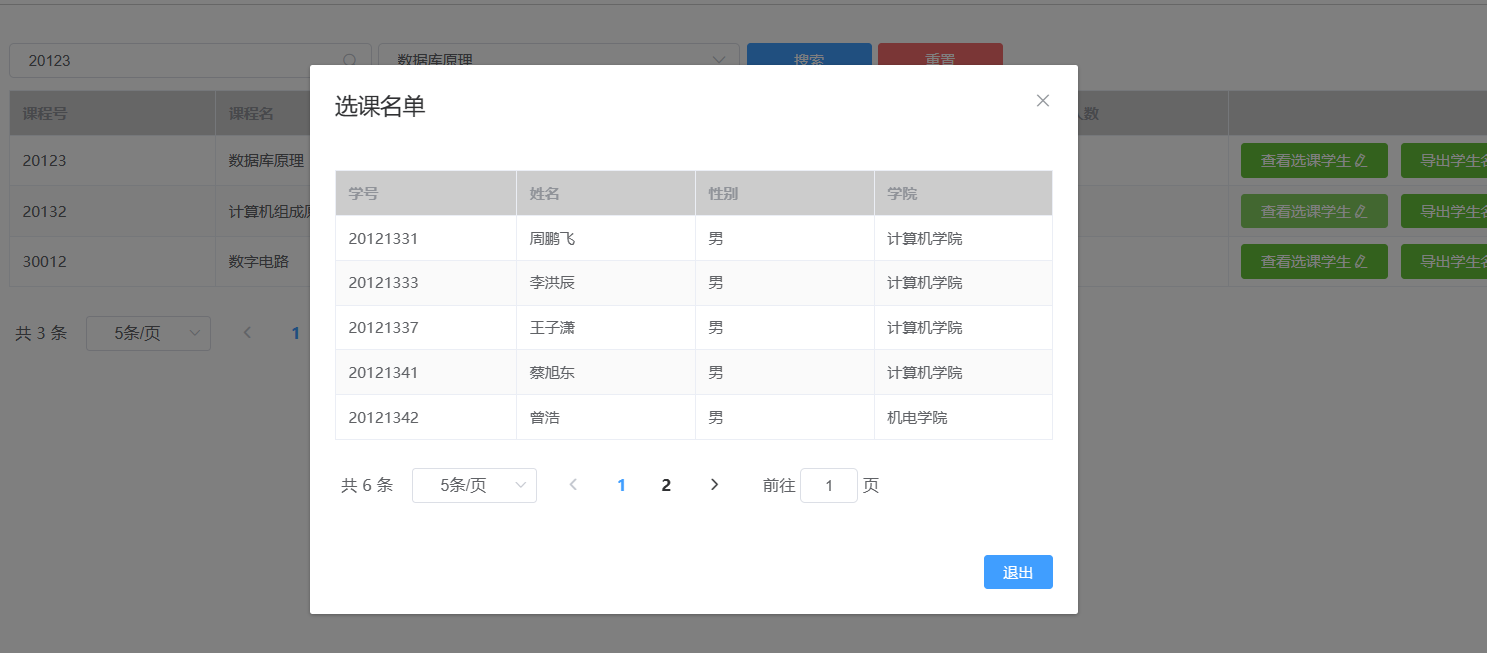 20123 数据库原理 搜索 重置
选课名单
课程号 课程名 人数
学号 姓名 性别 学院
20123 数据库原理 查看选课学生 导出学生名
20132 计算机组成原 查看选课学生 导出学生名
30012 数字电路 查看选课学生 导出学生名
共 3 条 5条/页 1
20121331 周鹏飞 男 计算机学院
20121333 李洪辰 男 计算机学院
20121337 王子潇 男 计算机学院
20121341 蔡旭东 男 计算机学院
20121342 曾浩 男 机电学院
共 6 条 5条/页 1 2 前往 1 页
退出